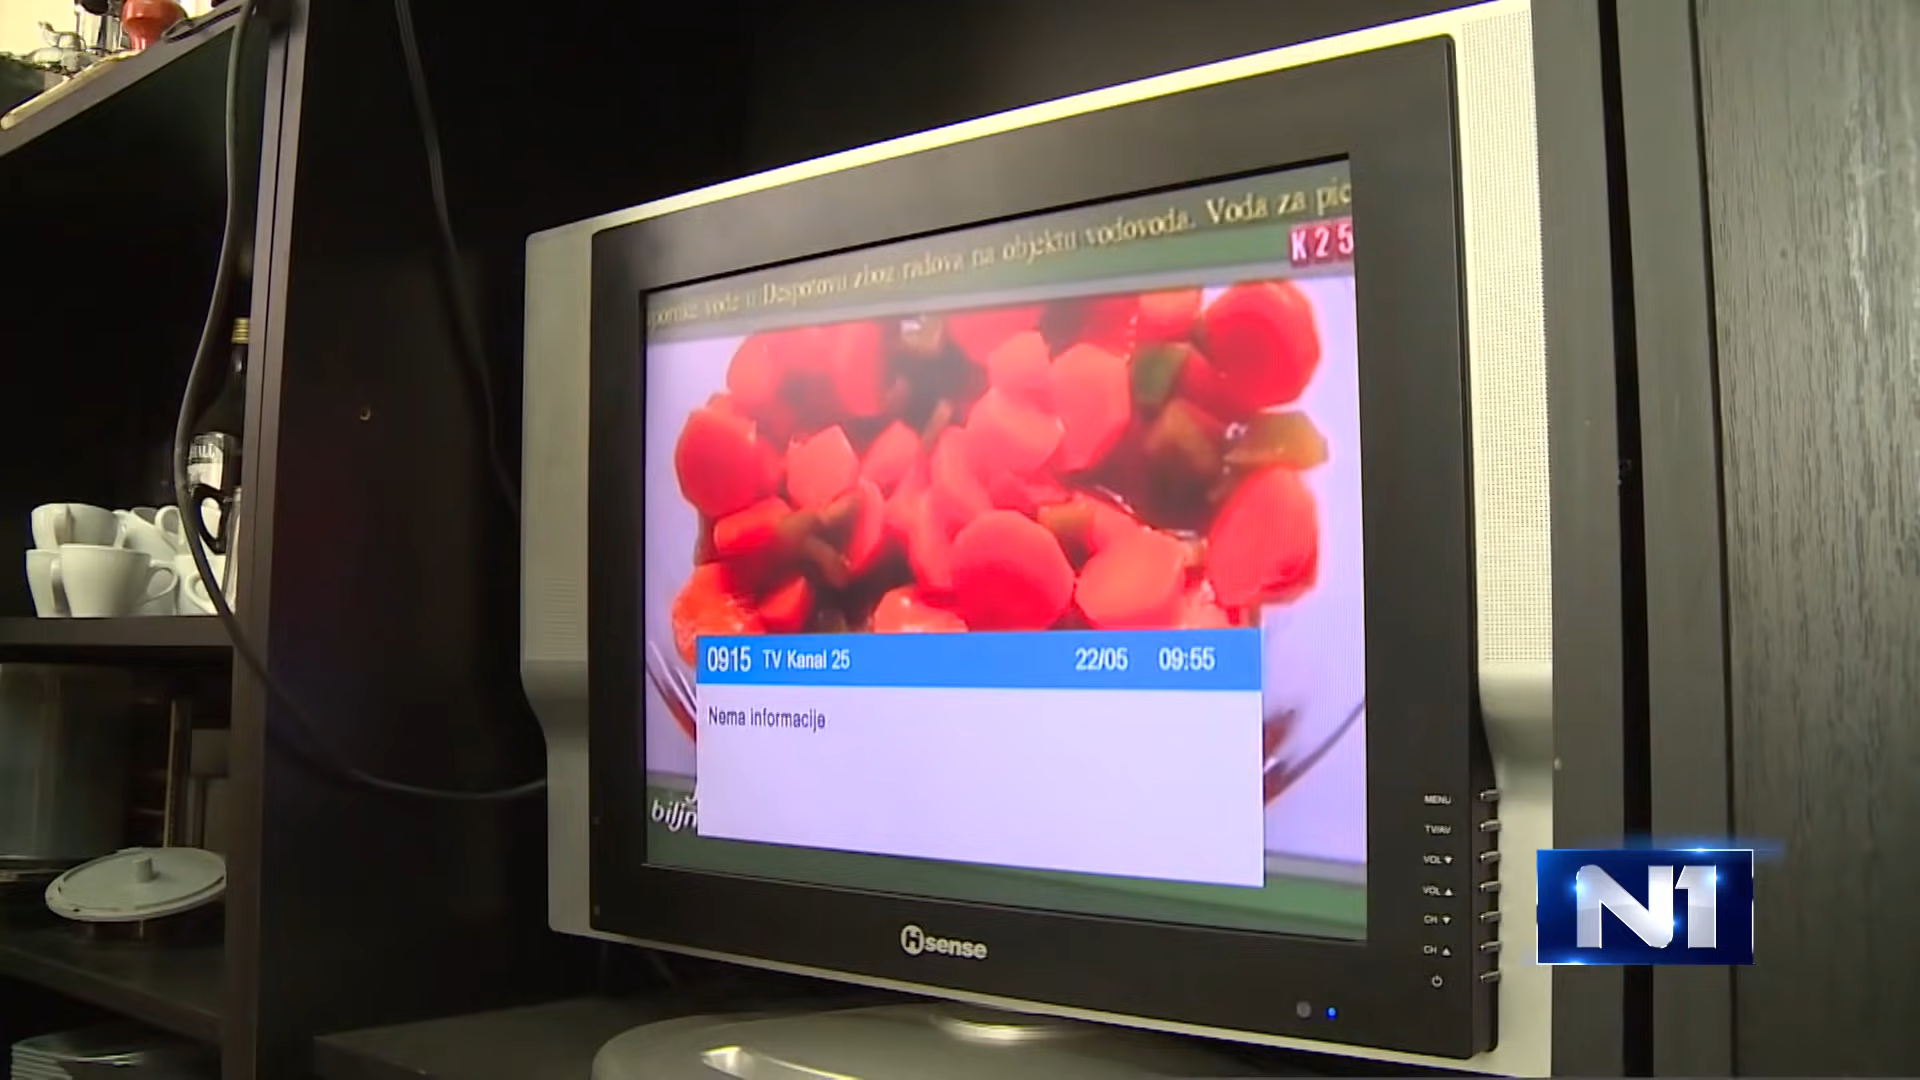 vode u Despotovu zbog radova na objektu vodovoda. Voda za pic
K25
0915 TV Kanal 25 22/05 09:55
Nema informacije
biljn
MENU
TV/AV
VOL ▼
VOL ▲
CH ▼
CH ▲
Hsense
N1